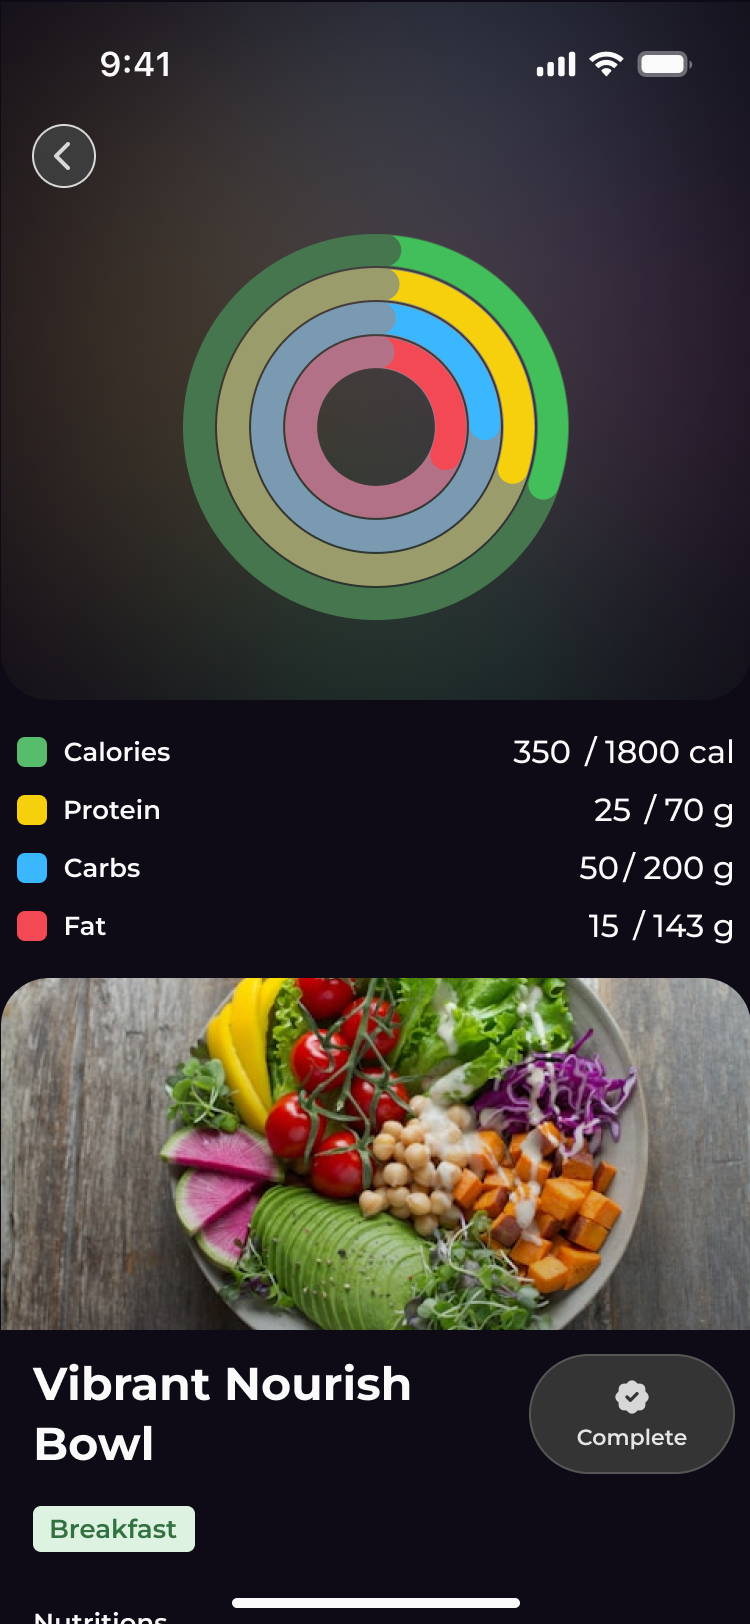 9:41
Calories 350 / 1800 cal
Protein 25 / 70 g
Carbs 50 / 200 g
Fat 15 / 143 g
Vibrant Nourish
Bowl
Complete
Breakfast
Nutritions